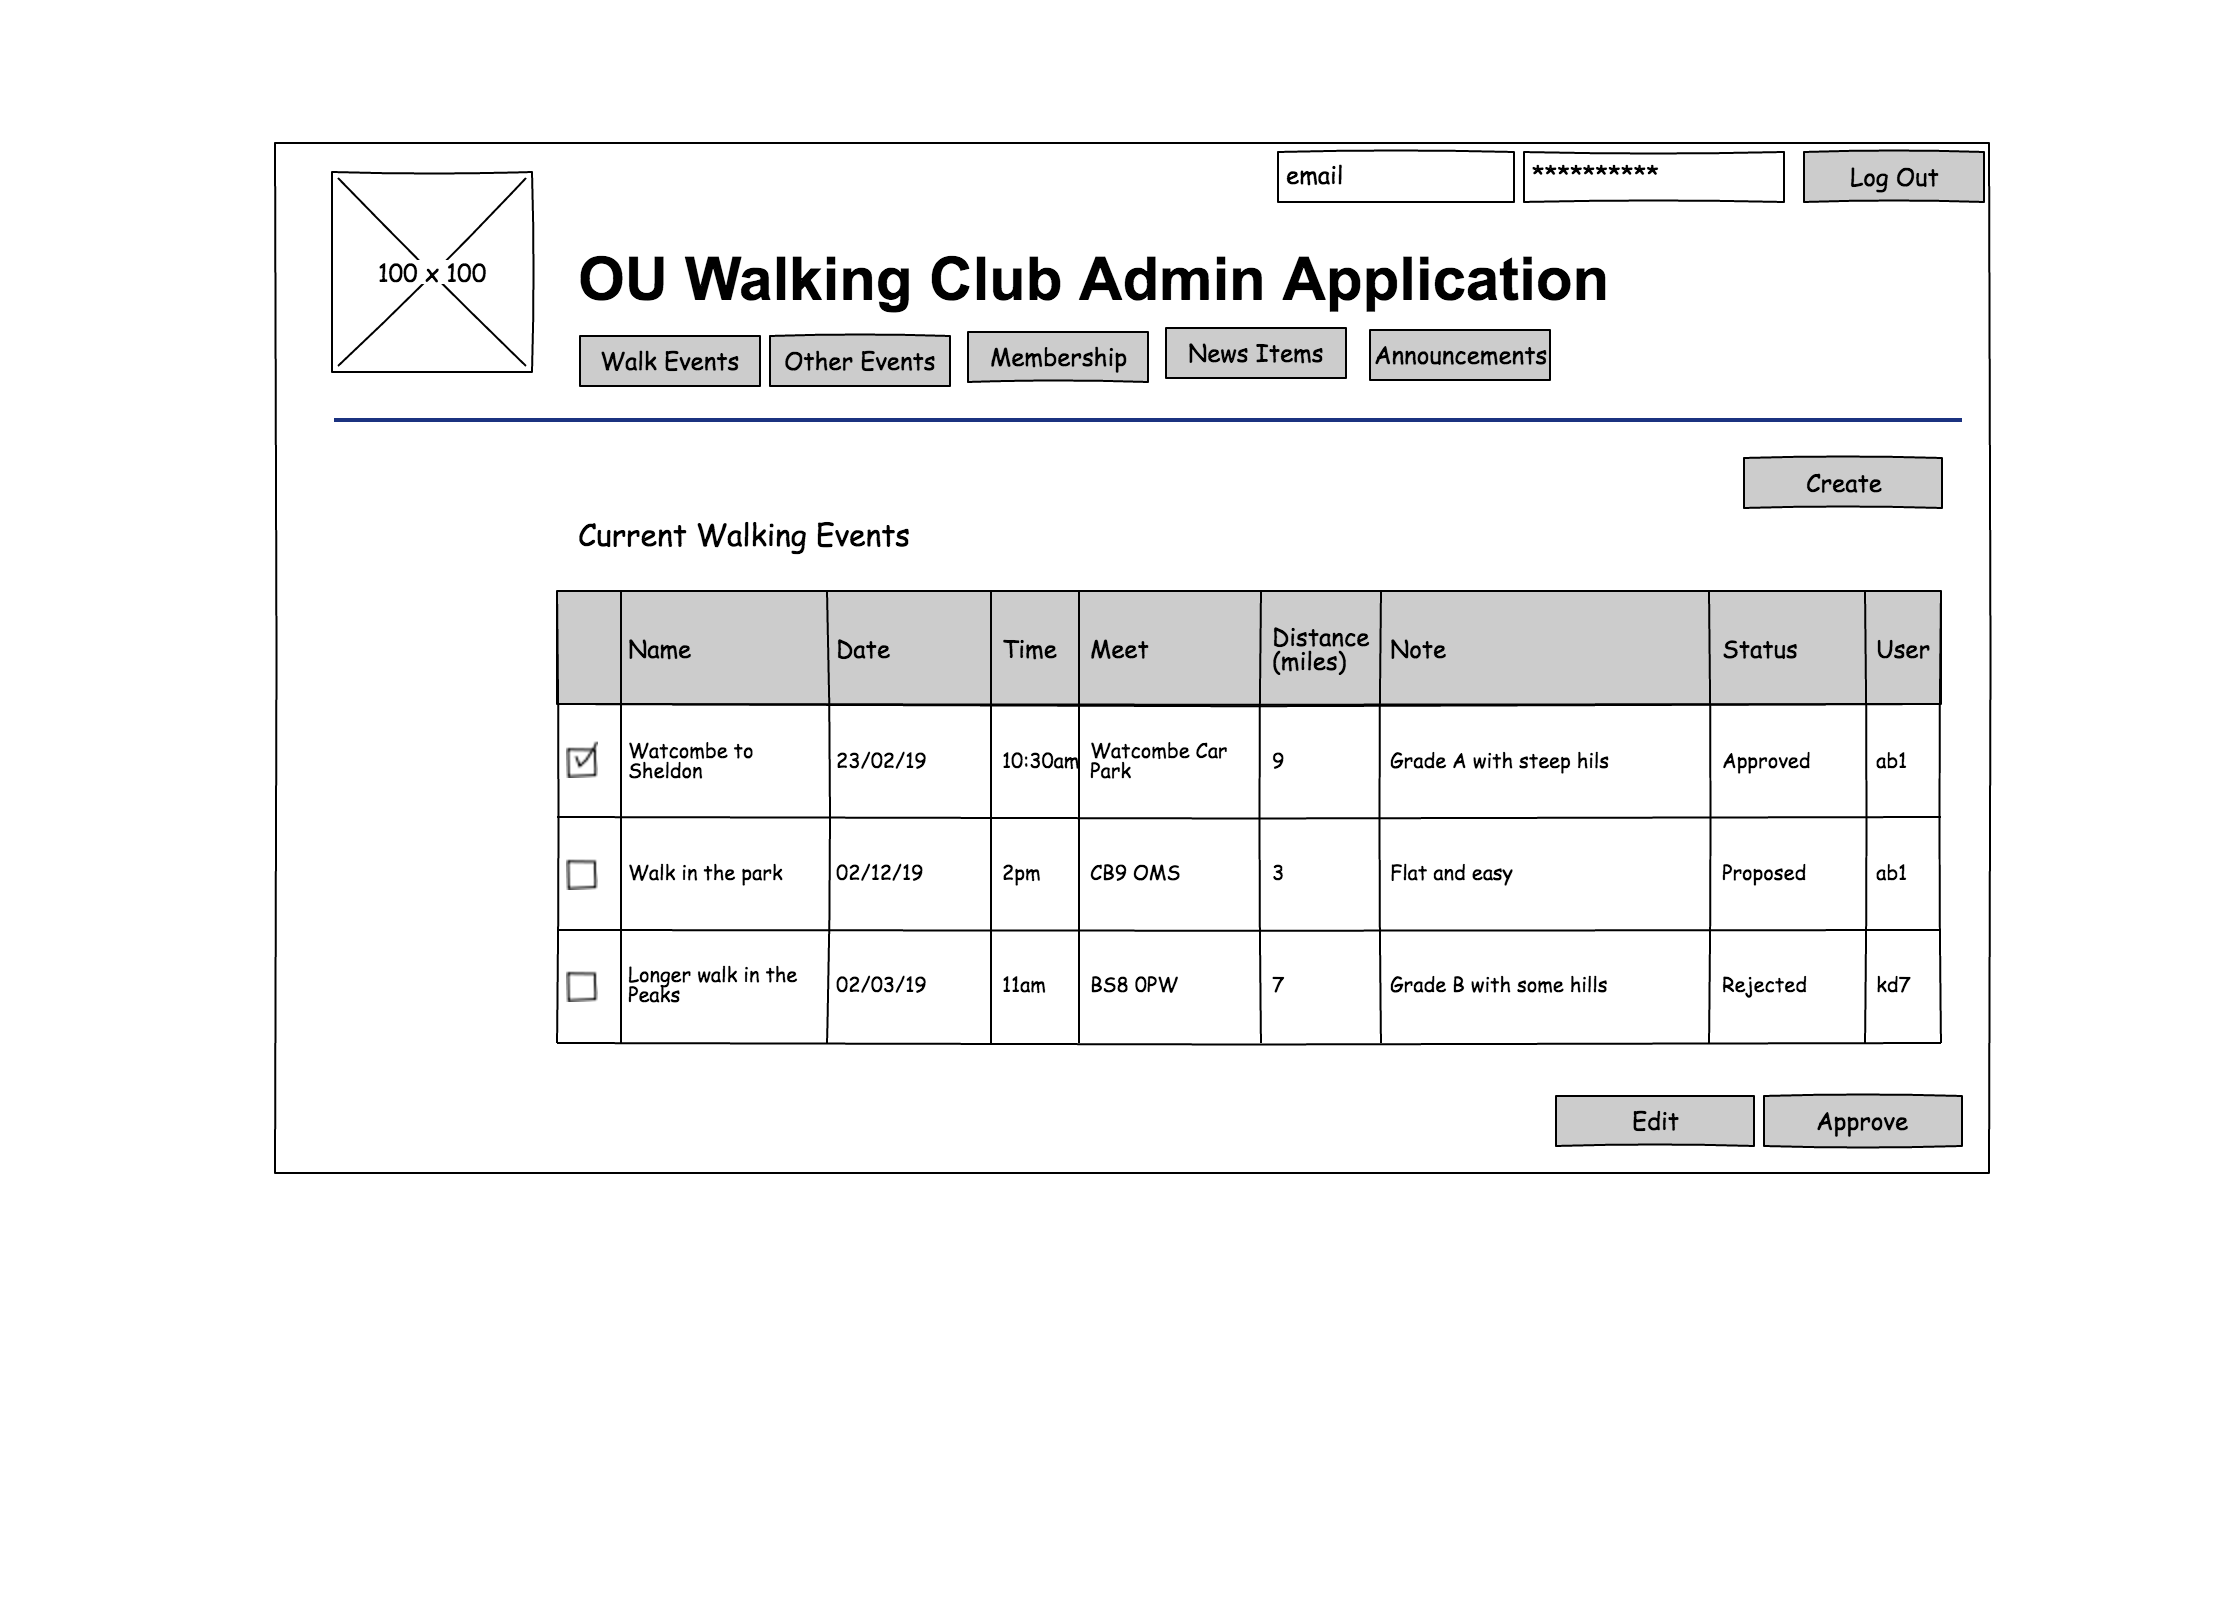 email
**********
Log Out
100 x 100
OU Walking Club Admin Application
Walk Events
Other Events
Membership
News Items
Announcements
Create
Current Walking Events
Name Date Time Meet Distance (miles) Note Status User
Watcombe to Sheldon 23/02/19 10:30am Watcombe Car Park 9 Grade A with steep hils Approved ab1
Walk in the park 02/12/19 2pm CB9 OMS 3 Flat and easy Proposed ab1
Longer walk in the Peaks 02/03/19 11am BS8 0PW 7 Grade B with some hills Rejected kd7
Edit
Approve